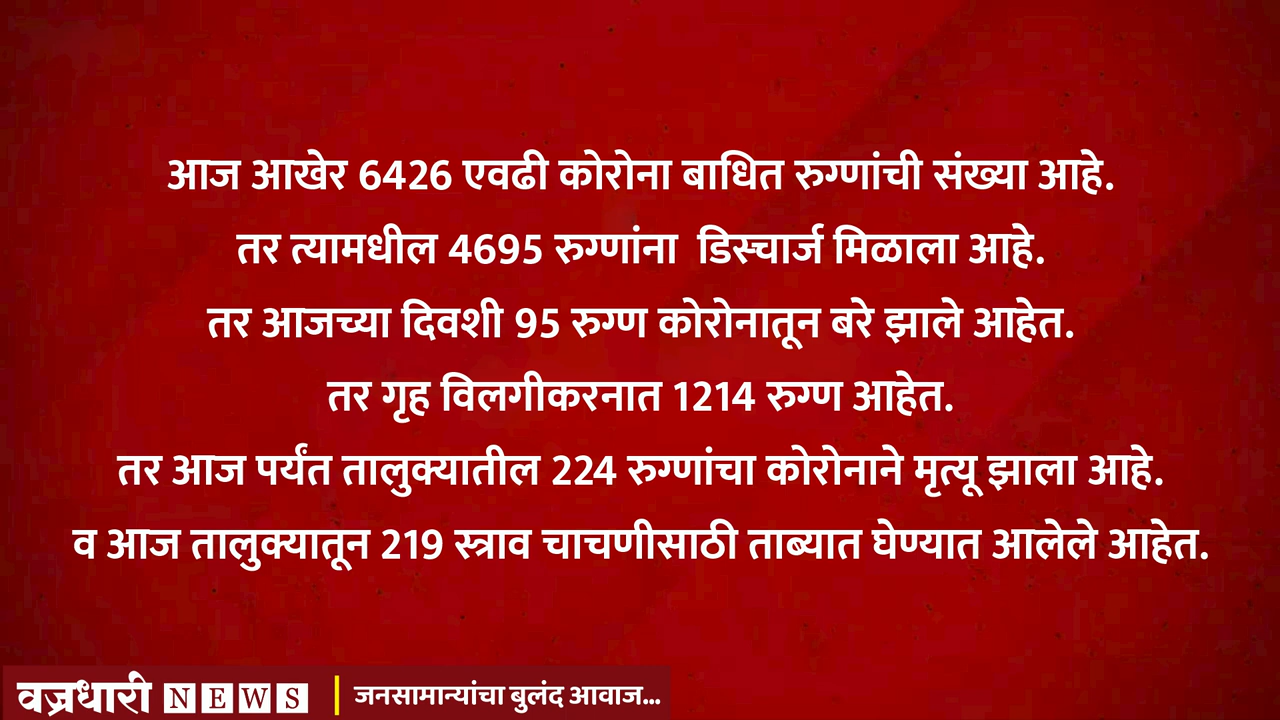 आज आखेर 6426 एवढी कोरोना बाधित रुग्णांची संख्या आहे.
तर त्यामधील 4695 रुग्णांना डिस्चार्ज मिळाला आहे.
तर आजच्या दिवशी 95 रुग्ण कोरोनातून बरे झाले आहेत.
तर गृह विलगीकरनात 1214 रुग्ण आहेत.
तर आज पर्यंत तालुक्यातील 224 रुग्णांचा कोरोनाने मृत्यू झाला आहे.
व आज तालुक्यातून 219 स्त्राव चाचणीसाठी ताब्यात घेण्यात आलेले आहेत.
वज्रधारी NEWS | जनसामान्यांचा बुलंद आवाज...